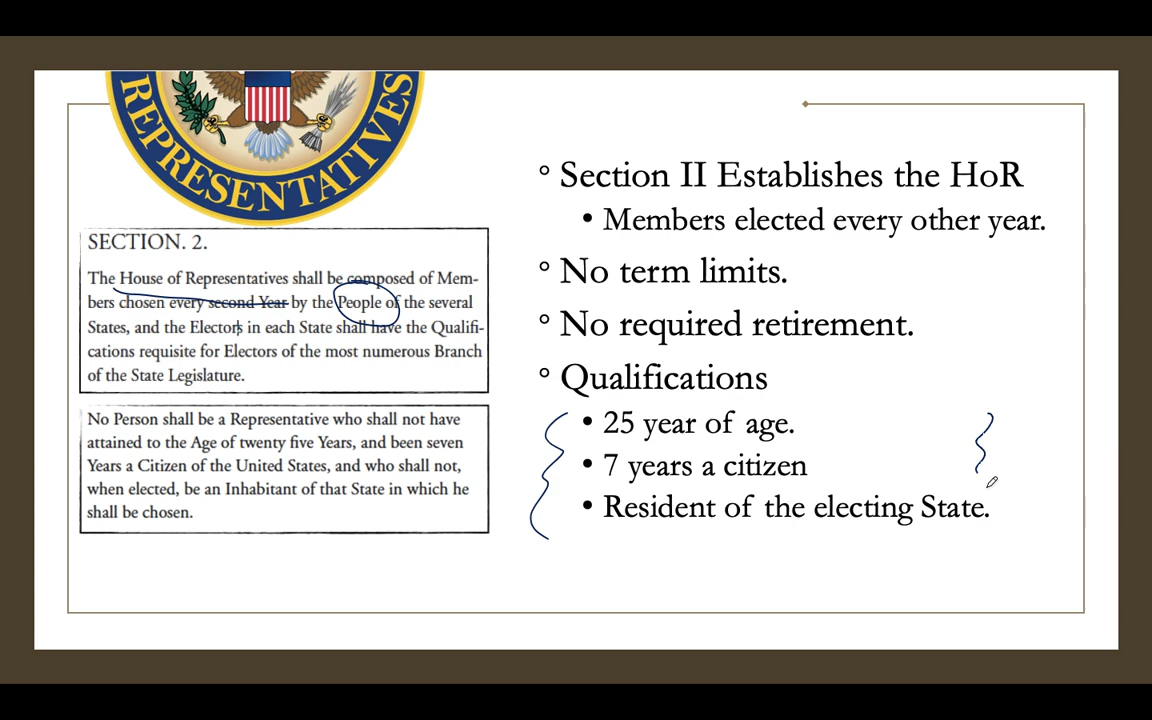 REPRESENTATIVES
SECTION. 2.
The House of Representatives shall be composed of Mem-
bers chosen every second Year by the People of the several
States, and the Electors in each State shall have the Qualifi-
cations requisite for Electors of the most numerous Branch
of the State Legislature.
No Person shall be a Representative who shall not have
attained to the Age of twenty five Years, and been seven
Years a Citizen of the United States, and who shall not,
when elected, be an Inhabitant of that State in which he
shall be chosen.
° Section II Establishes the HoR
• Members elected every other year.
° No term limits.
° No required retirement.
° Qualifications
• 25 year of age.
• 7 years a citizen
• Resident of the electing State.